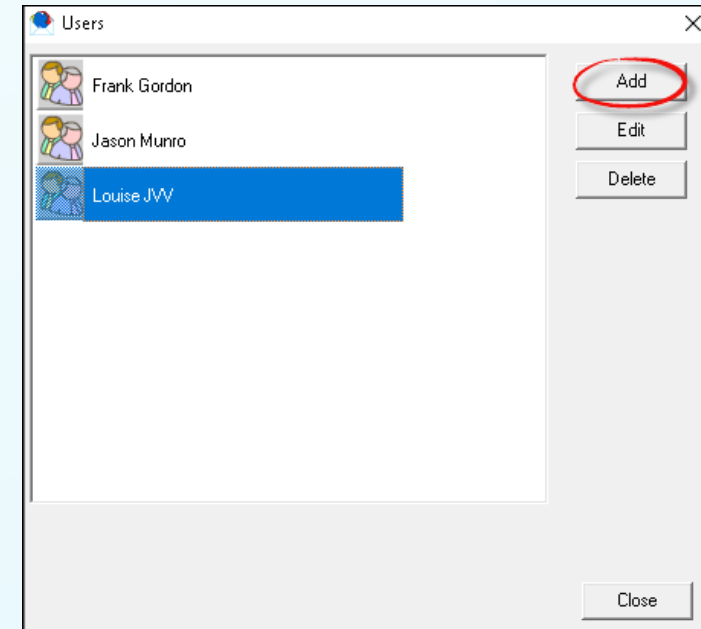 Users
Frank Gordon
Add
Jason Munro
Edit
Louise JVV
Delete
Close